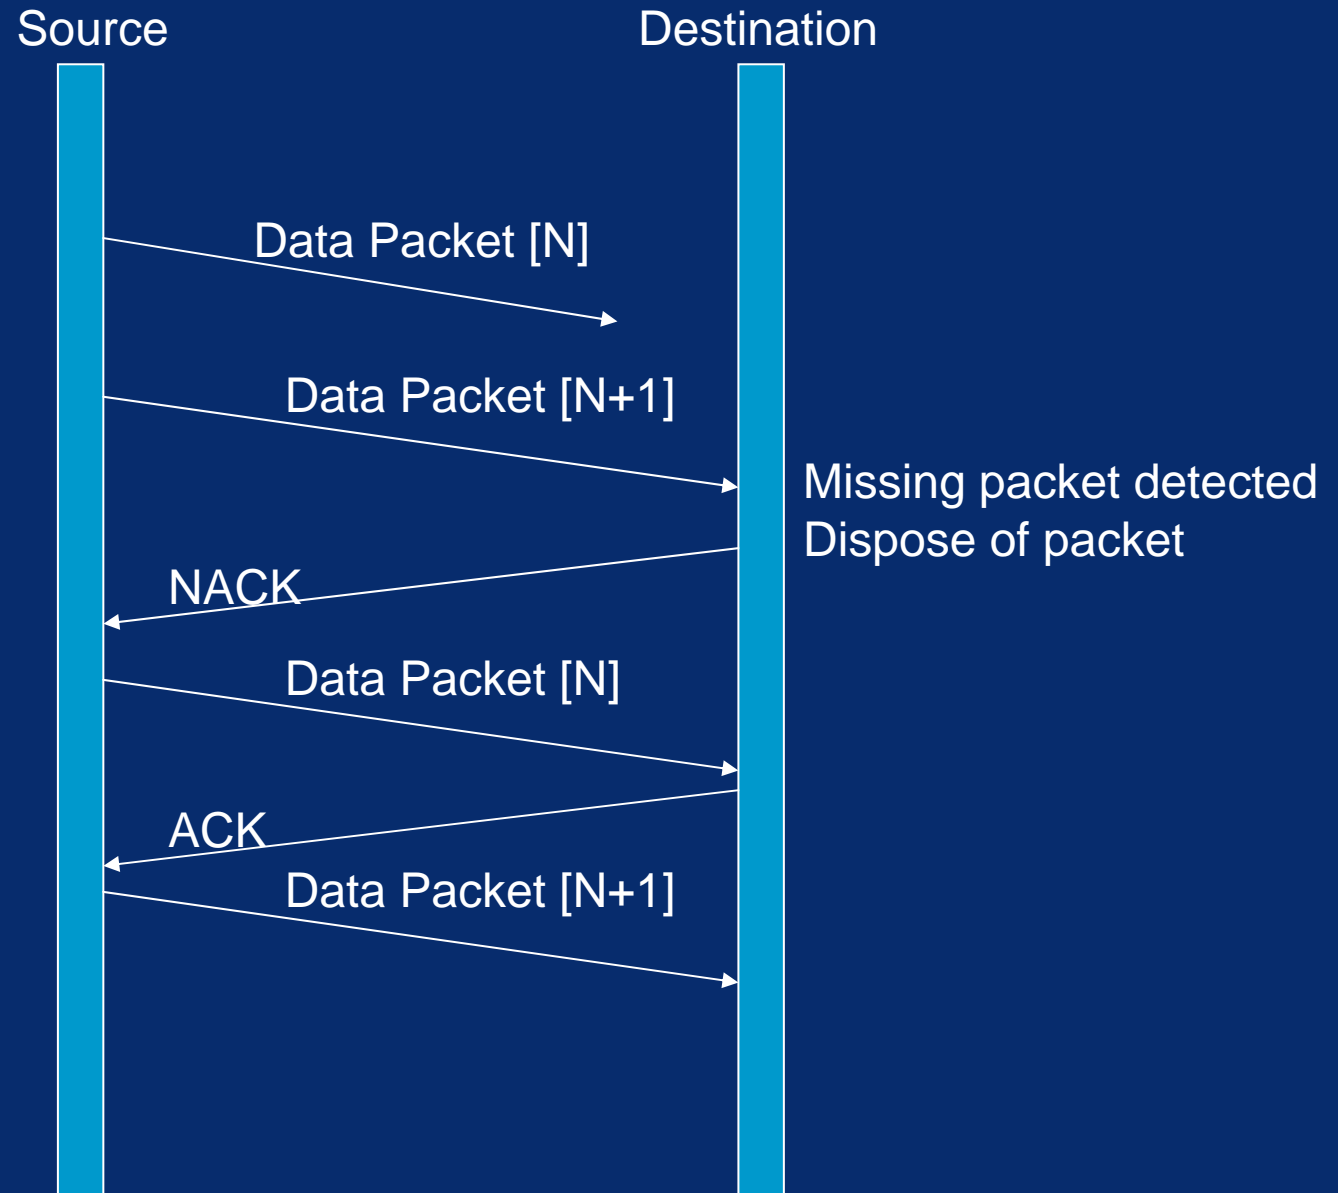 Source
Destination
Data Packet [N]
Data Packet [N+1]
Missing packet detected
Dispose of packet
NACK
Data Packet [N]
ACK
Data Packet [N+1]